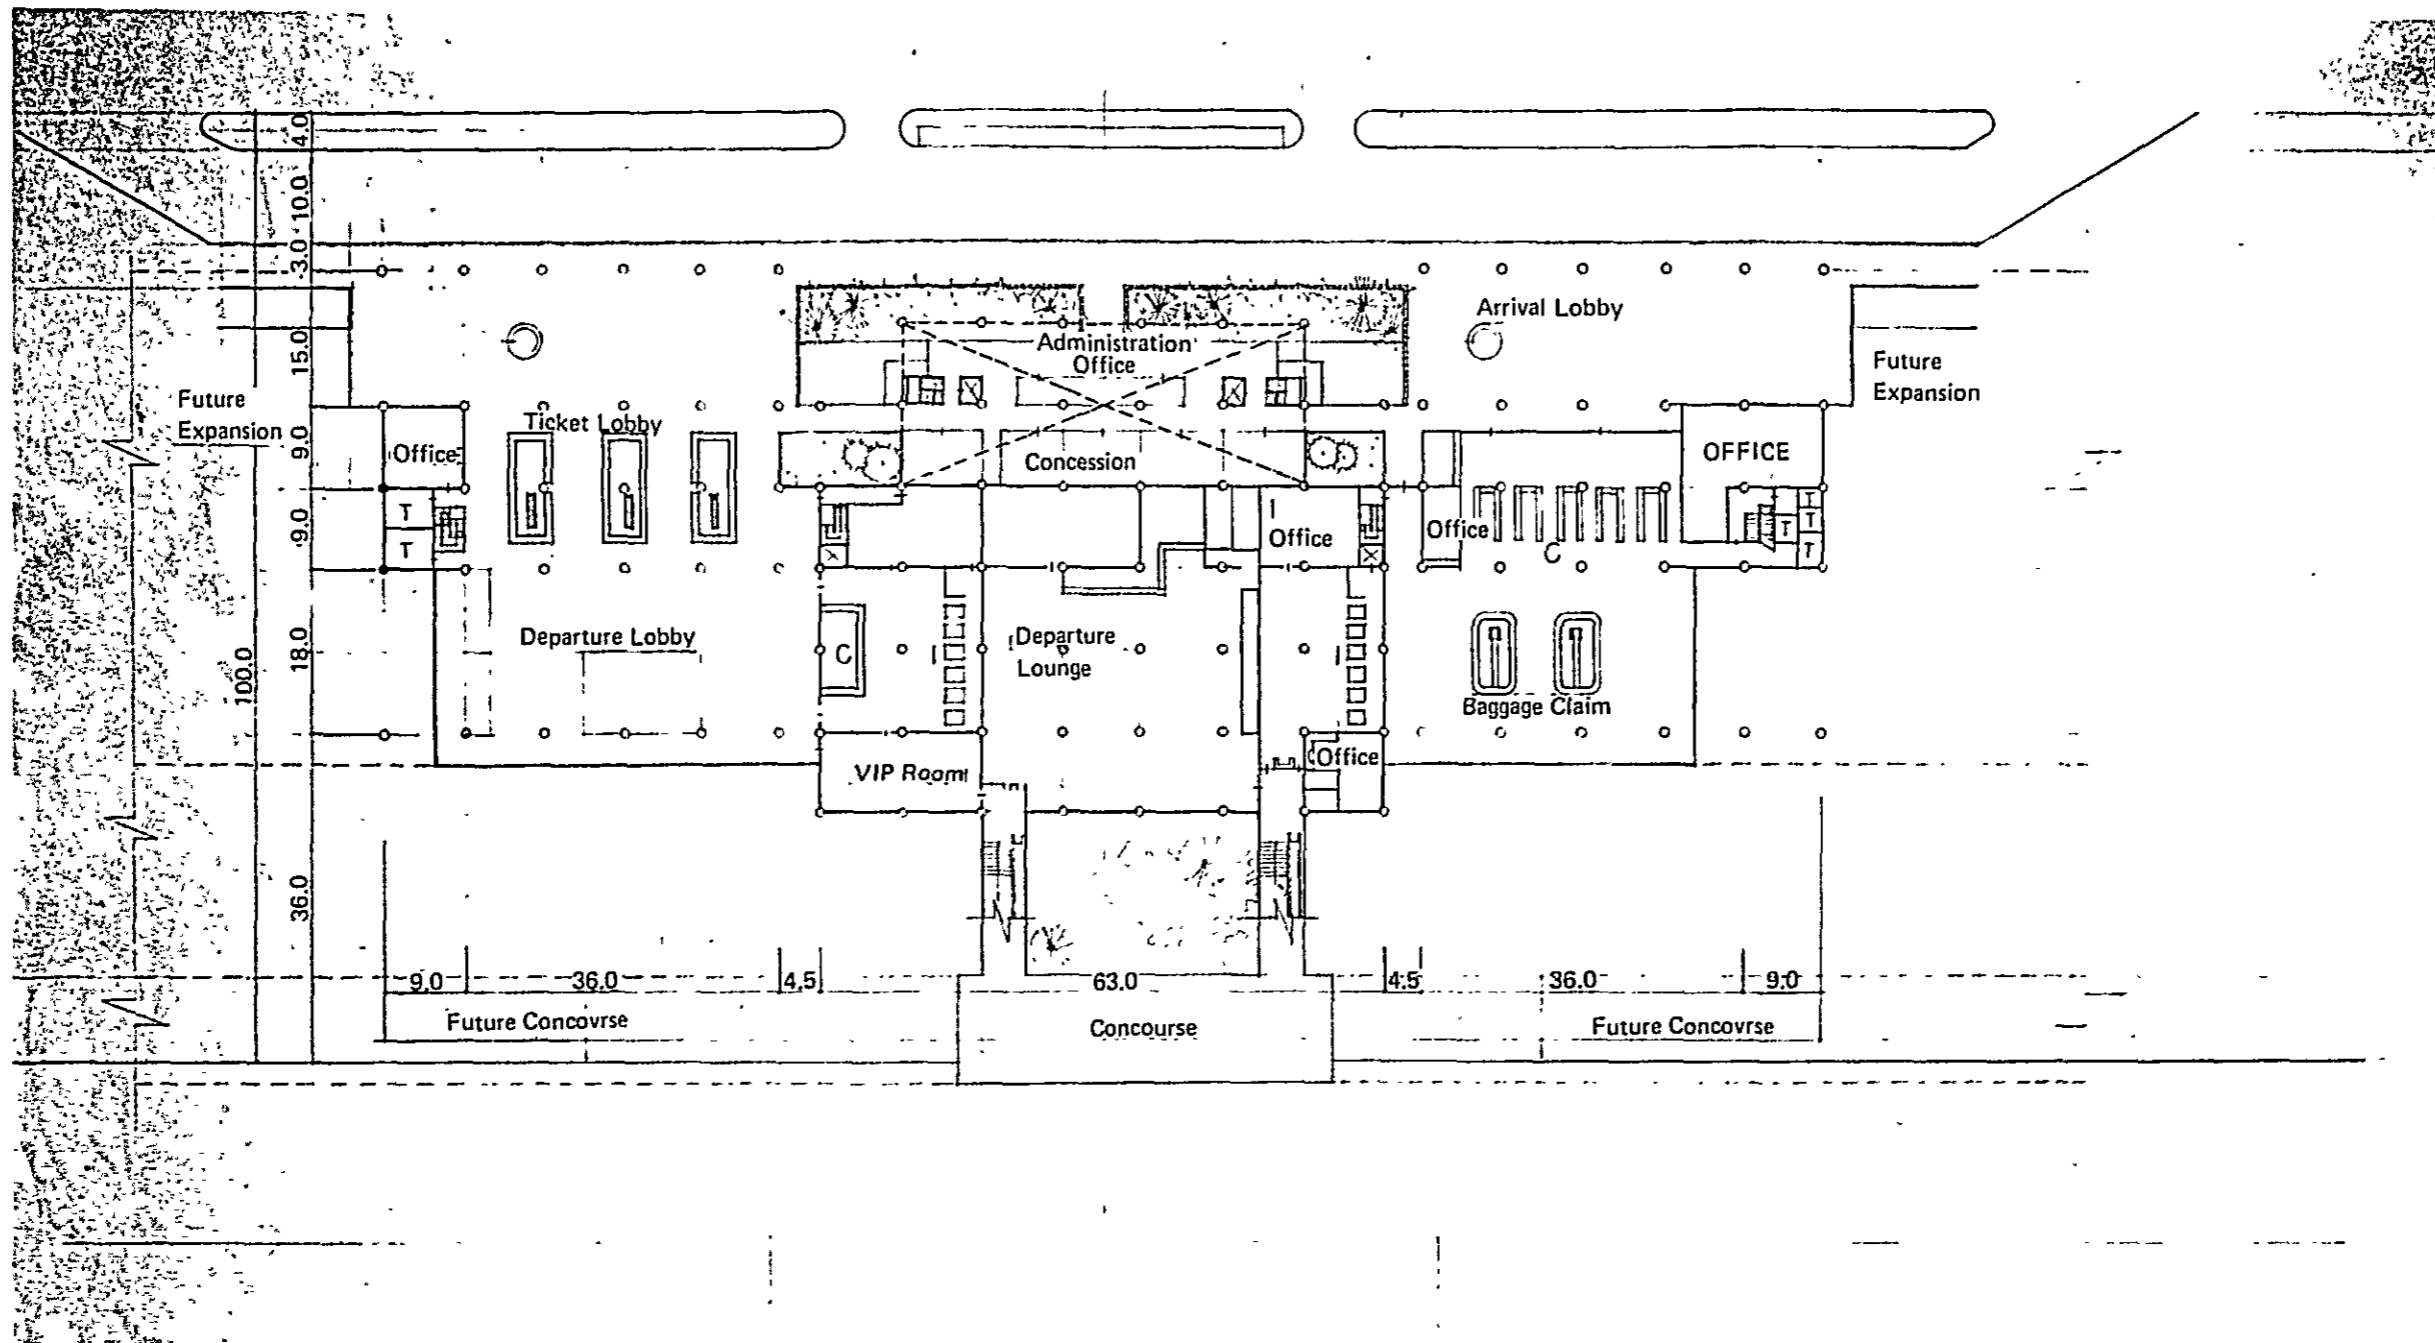 4.0
10.0
3.0
Arrival Lobby
Administration
Office
15.0
Future
Expansion
Future
Expansion
Ticket Lobby
9.0
Office
Concession
OFFICE
T
T
9.0
Office
Office
C
T
T
T
T
18.0
100.0
Departure Lobby
C
I
Departure
Lounge
I
Baggage Claim
VIP Room
Office
36.0
9.0
36.0
4.5
63.0
4.5
36.0
9.0
Future Concovrse
Concourse
Future Concovrse